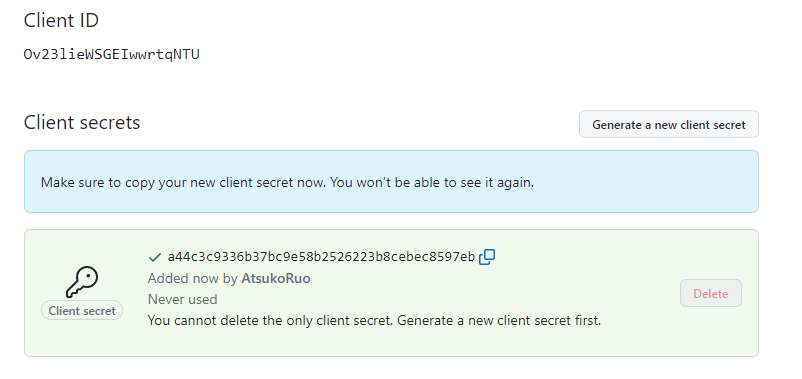 Client ID
Ov23lieWSGEIwwrtqNTU
Client secrets
Generate a new client secret
Make sure to copy your new client secret now. You won’t be able to see it again.
a44c3c9336b37bc9e58b2526223b8cebec8597eb
Added now by AtsukoRuo
Never used
Client secret
You cannot delete the only client secret. Generate a new client secret first.
Delete